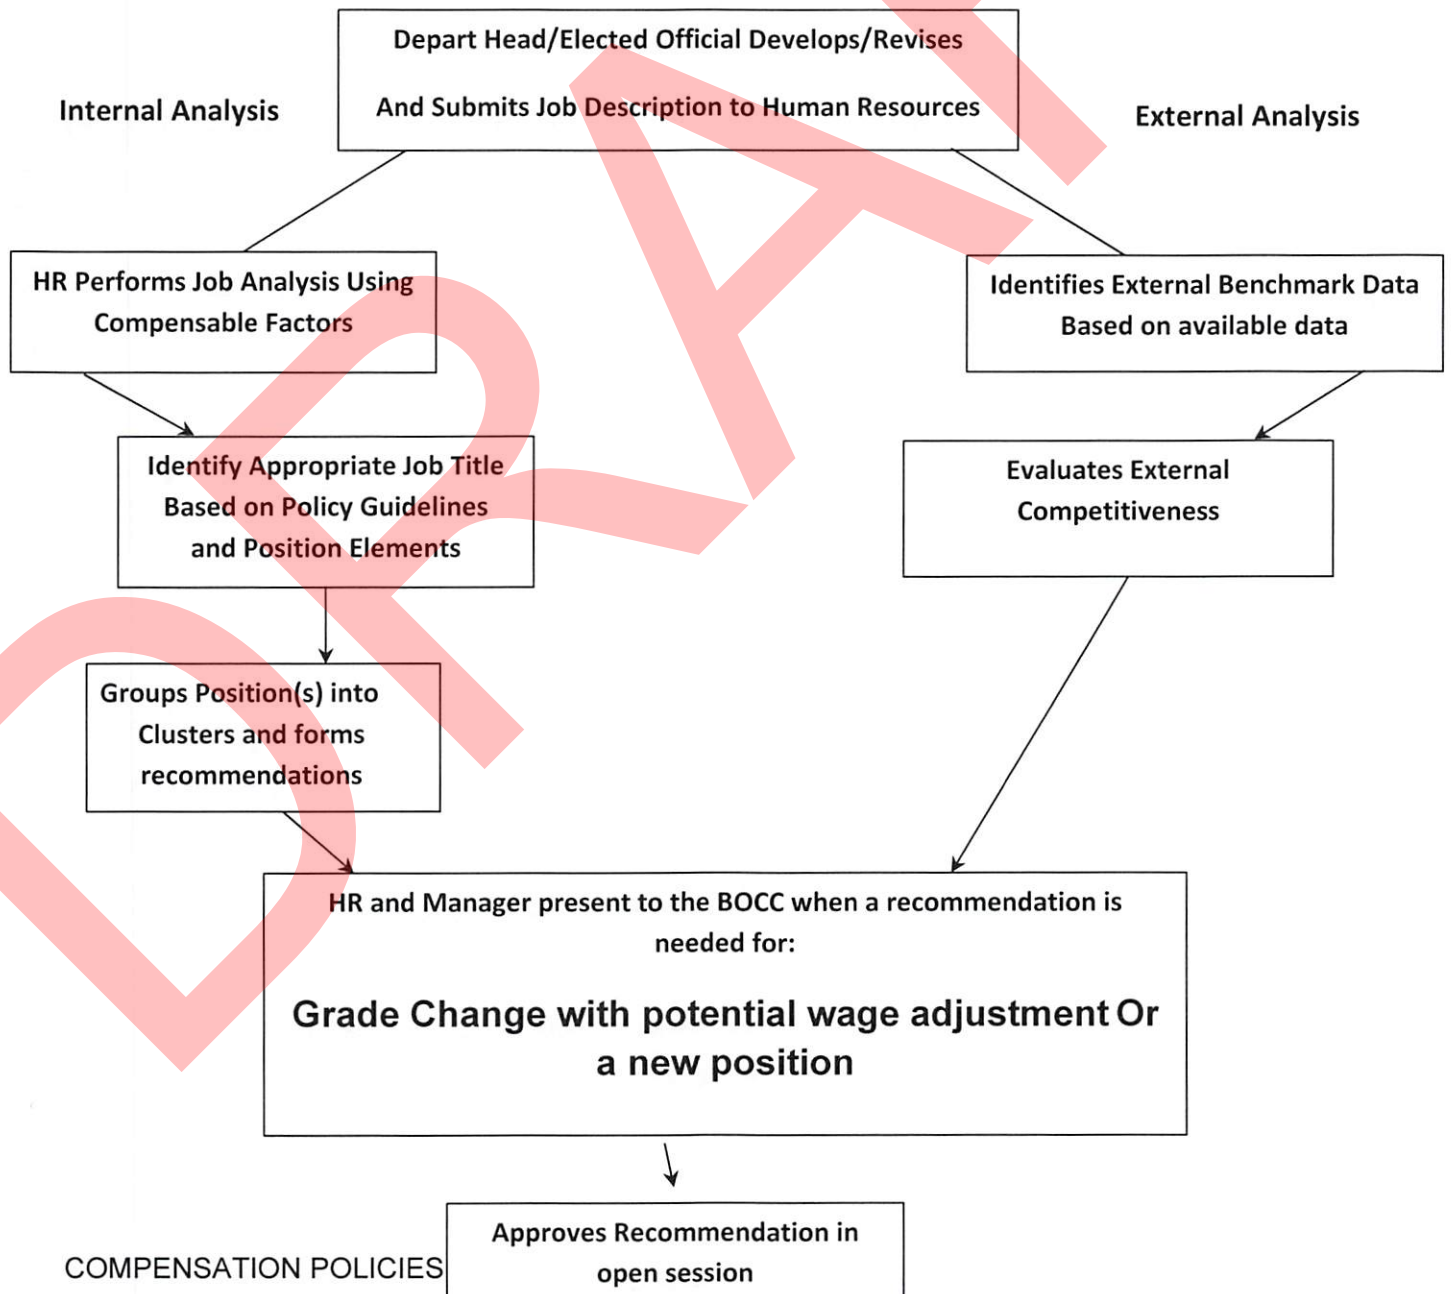 Depart Head/Elected Official Develops/Revises
And Submits Job Description to Human Resources
Internal Analysis
External Analysis
HR Performs Job Analysis Using
Compensable Factors
Identifies External Benchmark Data
Based on available data
Identify Appropriate Job Title
Based on Policy Guidelines
and Position Elements
Evaluates External
Competitiveness
Groups Position(s) into
Clusters and forms
recommendations
HR and Manager present to the BOCC when a recommendation is
needed for:
Grade Change with potential wage adjustment Or
a new position
Approves Recommendation in
open session
COMPENSATION POLICIES
DRA